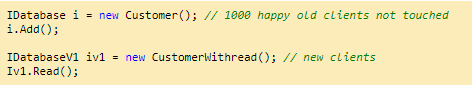 IDatabase i = new Customer(); // 1000 happy old clients not touched
i.Add();
IDatabaseV1 iv1 = new CustomerWithread(); // new clients
Iv1.Read();